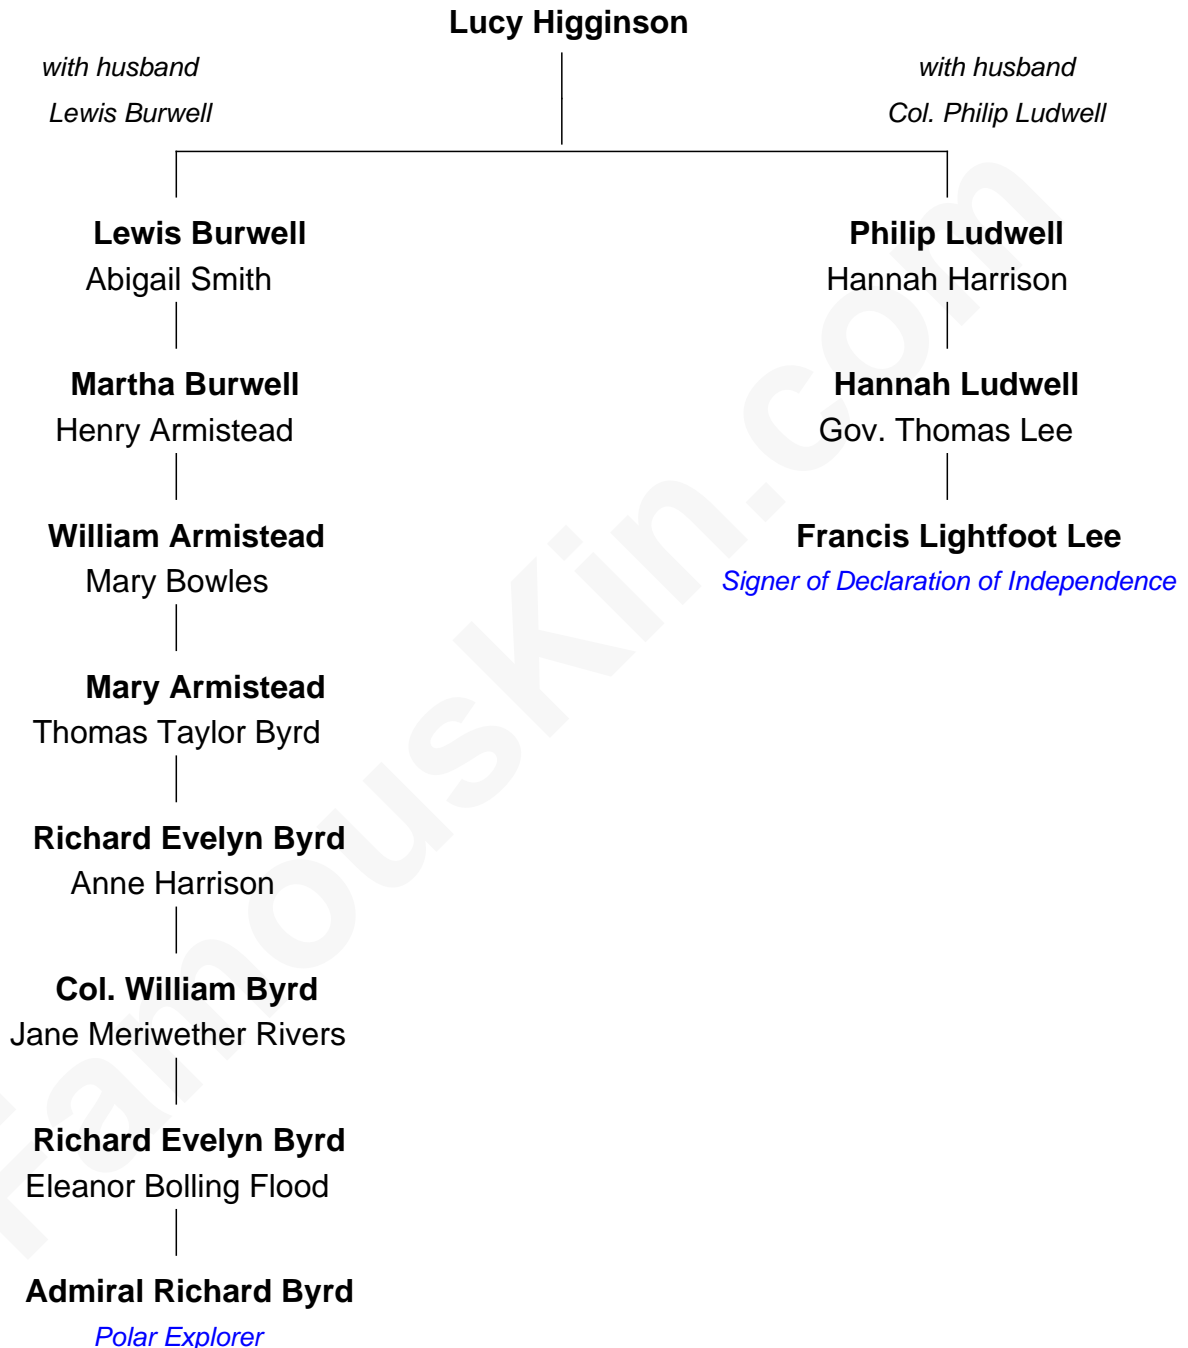 Lucy Higginson
with husband
Lewis Burwell
with husband
Col. Philip Ludwell
Lewis Burwell
Abigail Smith
Martha Burwell
Henry Armistead
William Armistead
Mary Bowles
Mary Armistead
Thomas Taylor Byrd
Richard Evelyn Byrd
Anne Harrison
Col. William Byrd
Jane Meriwether Rivers
Richard Evelyn Byrd
Eleanor Bolling Flood
Admiral Richard Byrd
Polar Explorer
Philip Ludwell
Hannah Harrison
Hannah Ludwell
Gov. Thomas Lee
Francis Lightfoot Lee
Signer of Declaration of Independence
FamousKin.com